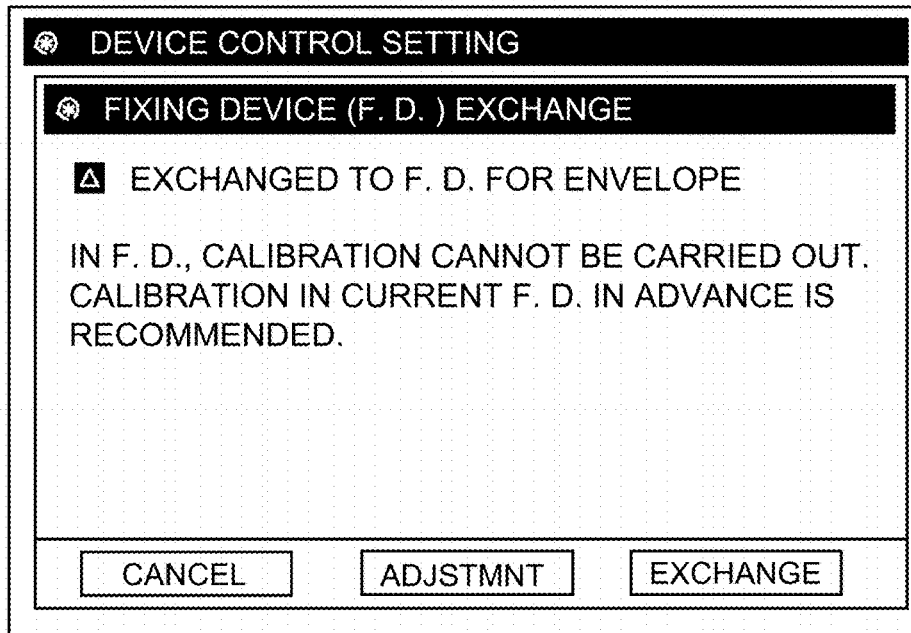 DEVICE CONTROL SETTING
FIXING DEVICE (F. D. ) EXCHANGE
EXCHANGED TO F. D. FOR ENVELOPE
IN F. D., CALIBRATION CANNOT BE CARRIED OUT.
CALIBRATION IN CURRENT F. D. IN ADVANCE IS
RECOMMENDED.
CANCEL ADJSTMNT EXCHANGE